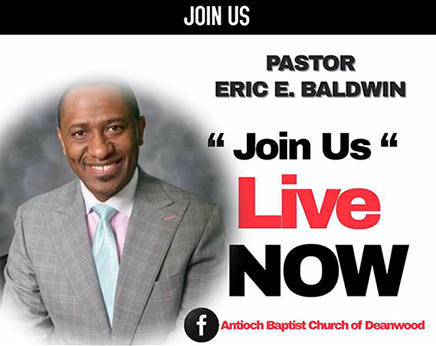 JOIN US
PASTOR
ERIC E. BALDWIN
“ Join Us “
Live
NOW
f Antioch Baptist Church of Deanwood